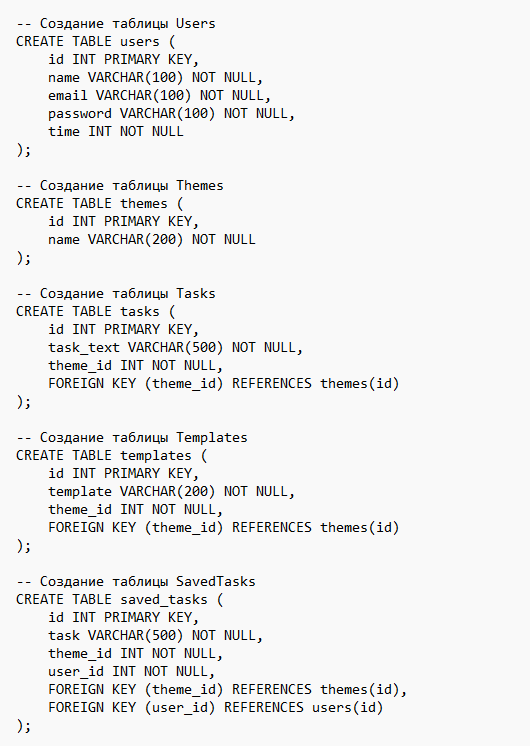 -- Создание таблицы Users
CREATE TABLE users (
    id INT PRIMARY KEY,
    name VARCHAR(100) NOT NULL,
    email VARCHAR(100) NOT NULL,
    password VARCHAR(100) NOT NULL,
    time INT NOT NULL
);

-- Создание таблицы Themes
CREATE TABLE themes (
    id INT PRIMARY KEY,
    name VARCHAR(200) NOT NULL
);

-- Создание таблицы Tasks
CREATE TABLE tasks (
    id INT PRIMARY KEY,
    task_text VARCHAR(500) NOT NULL,
    theme_id INT NOT NULL,
    FOREIGN KEY (theme_id) REFERENCES themes(id)
);

-- Создание таблицы Templates
CREATE TABLE templates (
    id INT PRIMARY KEY,
    template VARCHAR(200) NOT NULL,
    theme_id INT NOT NULL,
    FOREIGN KEY (theme_id) REFERENCES themes(id)
);

-- Создание таблицы SavedTasks
CREATE TABLE saved_tasks (
    id INT PRIMARY KEY,
    task VARCHAR(500) NOT NULL,
    theme_id INT NOT NULL,
    user_id INT NOT NULL,
    FOREIGN KEY (theme_id) REFERENCES themes(id),
    FOREIGN KEY (user_id) REFERENCES users(id)
);